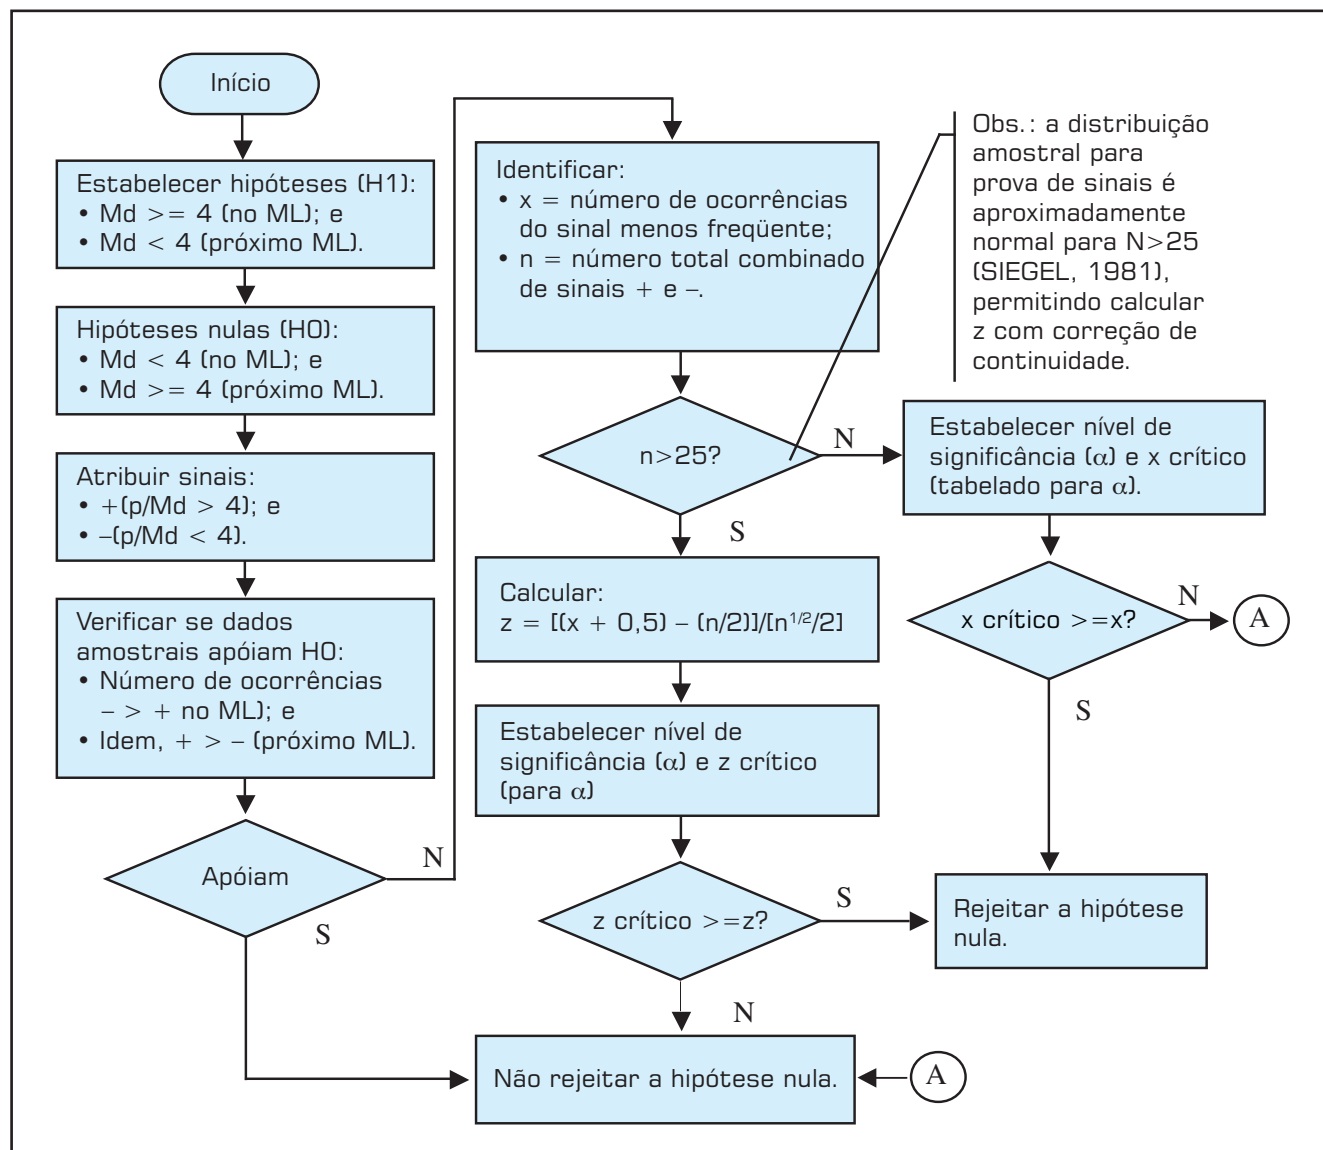 Início
Estabelecer hipóteses (H1):
• Md >= 4 (no ML); e
• Md < 4 (próximo ML).
Hipóteses nulas (H0):
• Md < 4 (no ML); e
• Md >= 4 (próximo ML).
Atribuir sinais:
• +(p/Md > 4); e
• –(p/Md < 4).
Verificar se dados
amostrais apóiam H0:
• Número de ocorrências
– > + no ML); e
• Idem, + > – (próximo ML).
Apóiam
N
S
Identificar:
• x = número de ocorrências
do sinal menos freqüente;
• n = número total combinado
de sinais + e –.
Obs.: a distribuição
amostral para
prova de sinais é
aproximadamente
normal para N>25
(SIEGEL, 1981),
permitindo calcular
z com correção de
continuidade.
n>25?
N
S
Estabelecer nível de
significância (α) e x crítico
(tabelado para α).
x crítico >=x?
N
A
S
Calcular:
z = [(x + 0,5) – (n/2)]/[n^{1/2}/2]
Estabelecer nível de
significância (α) e z crítico
(para α)
z crítico >=z?
S
N
Rejeitar a hipótese
nula.
Não rejeitar a hipótese nula.
A